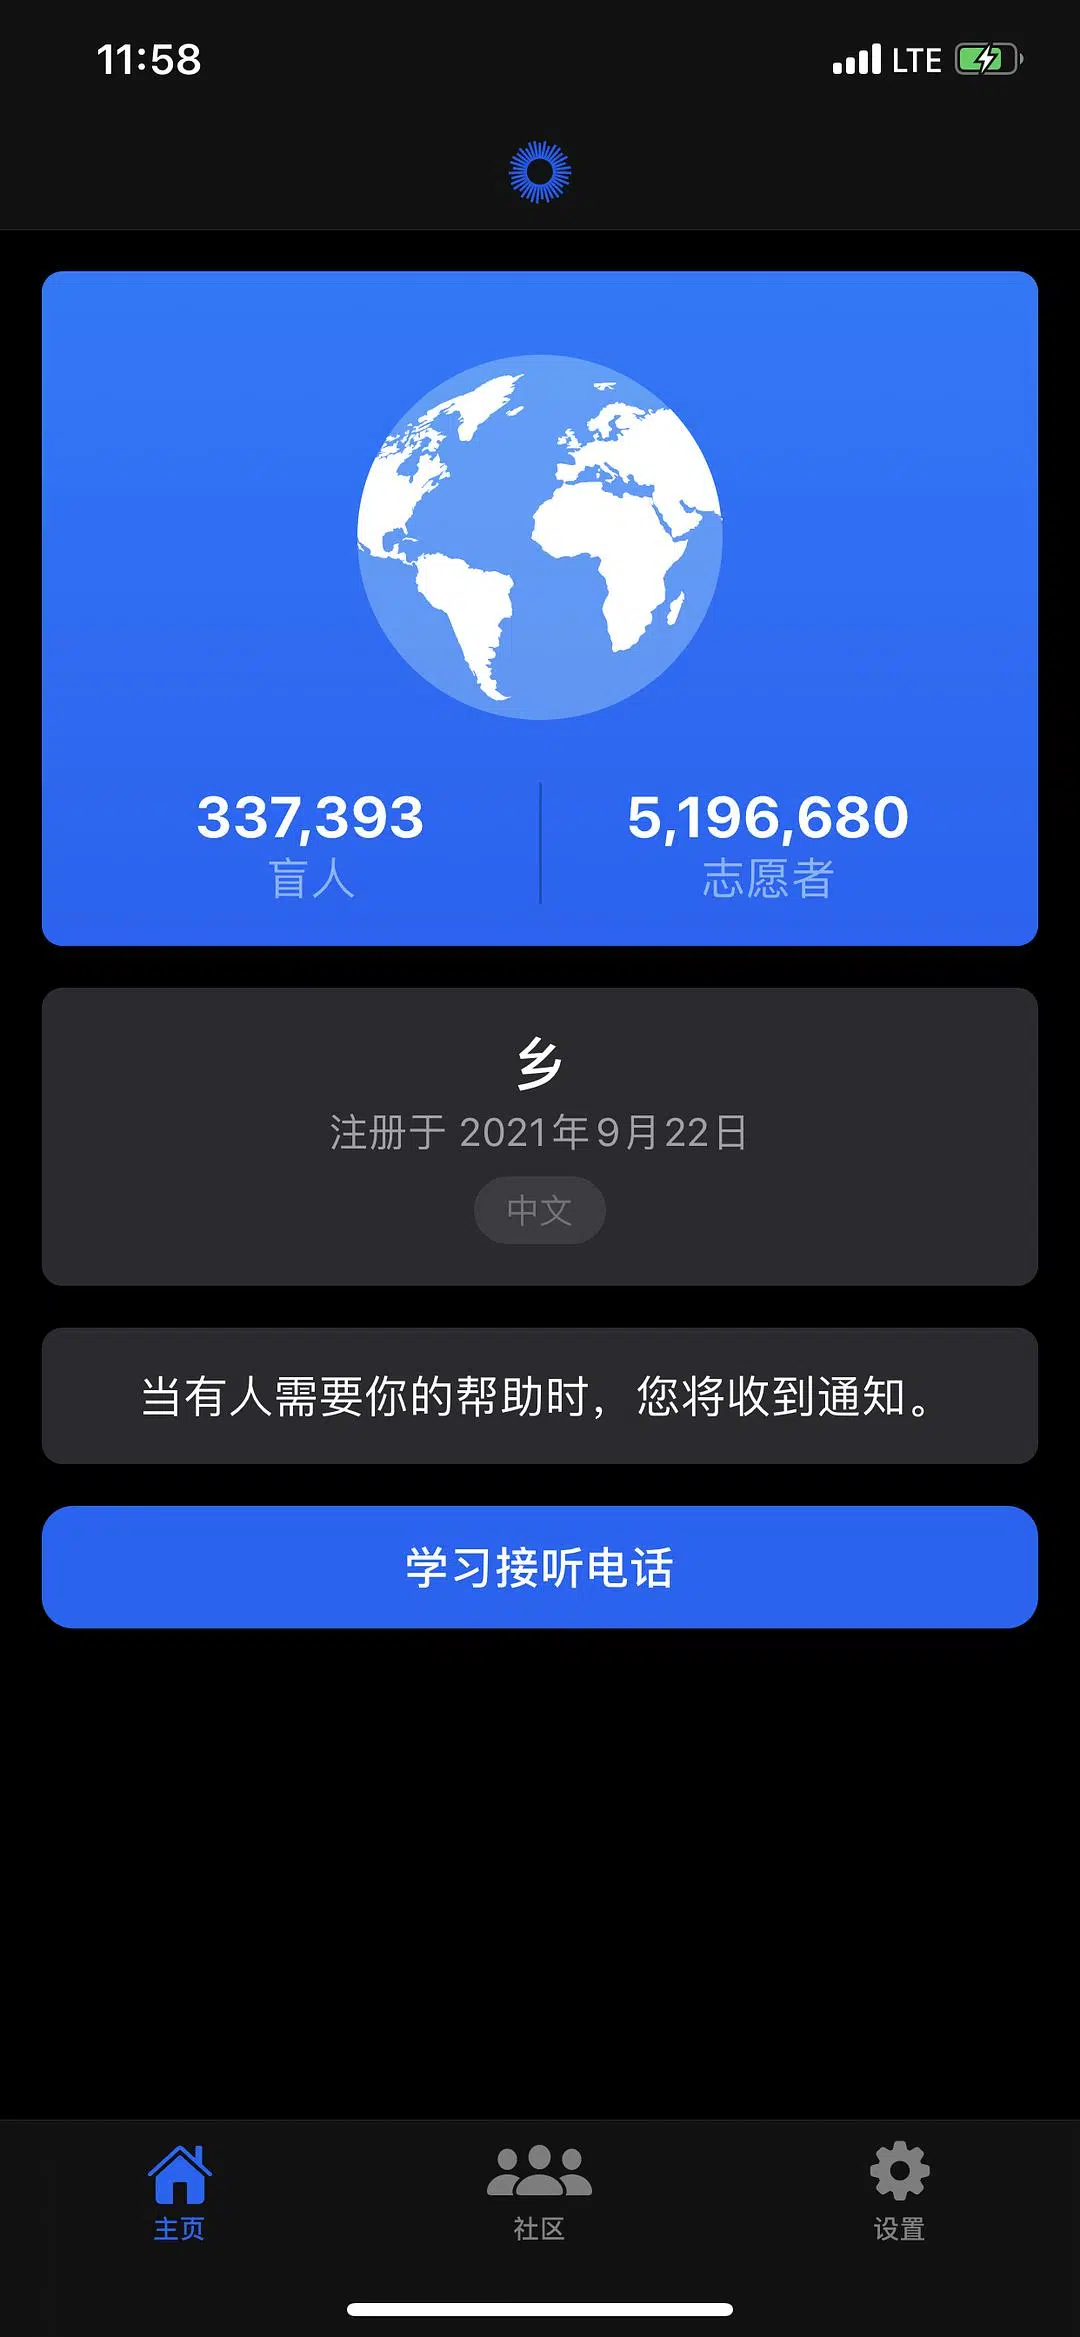 11:58
LTE
337,393
盲人
5,196,680
志愿者
乡
注册于 2021年9月22日
中文
当有人需要你的帮助时，您将收到通知。
学习接听电话
主页
社区
设置